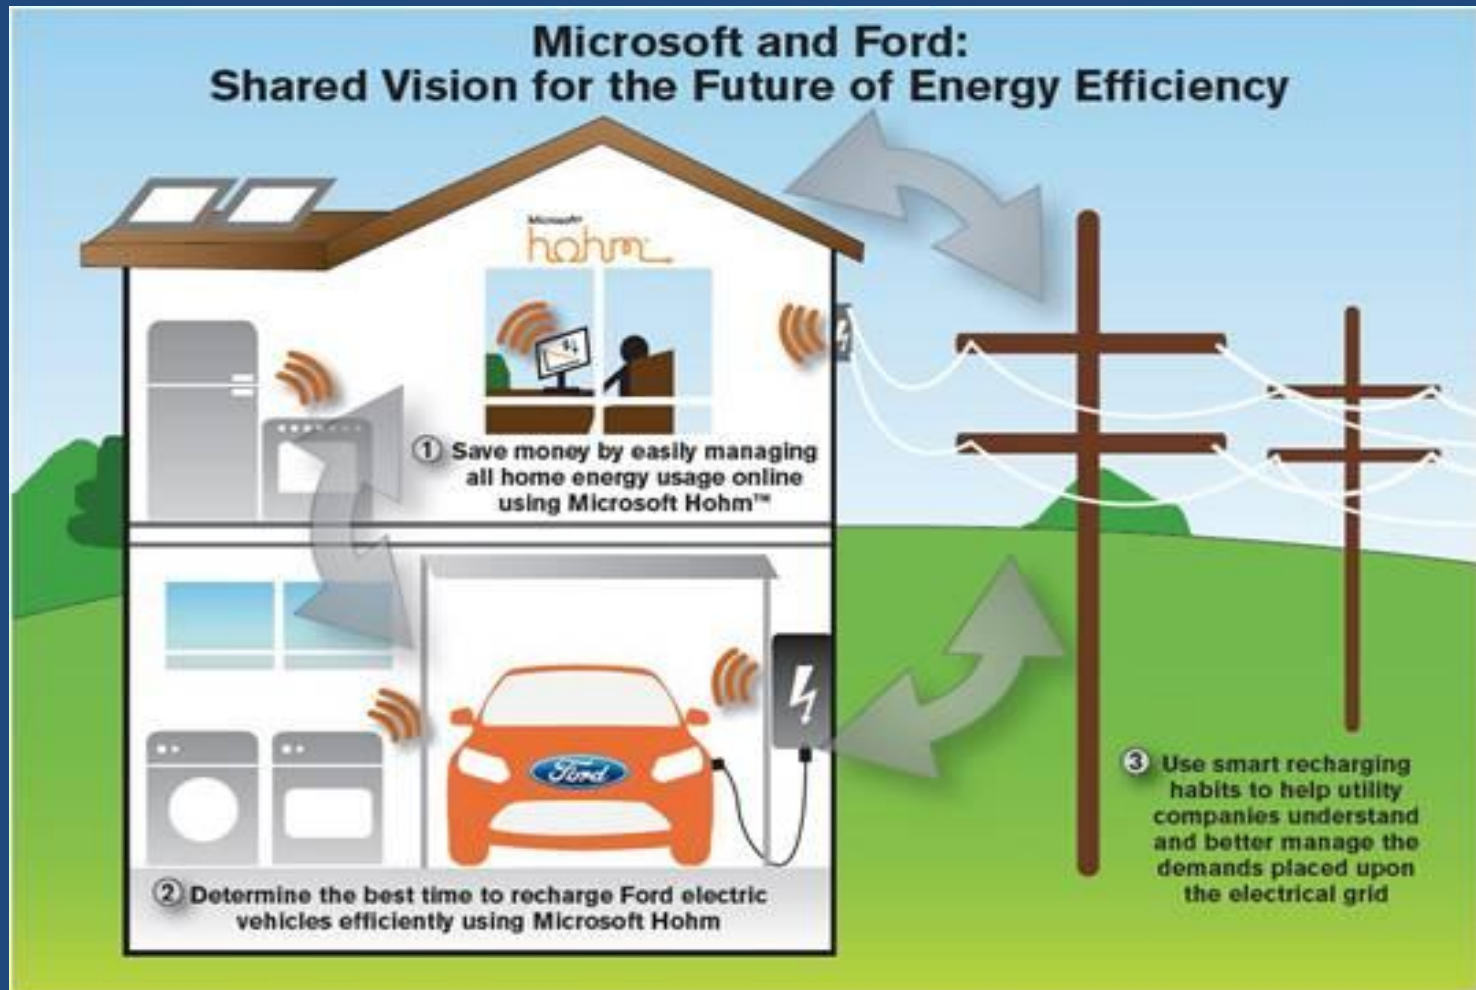 Microsoft and Ford:
Shared Vision for the Future of Energy Efficiency
Microsoft
hohm
① Save money by easily managing
all home energy usage online
using Microsoft Hohm™
Ford
② Determine the best time to recharge Ford electric
vehicles efficiently using Microsoft Hohm
③ Use smart recharging
habits to help utility
companies understand
and better manage the
demands placed upon
the electrical grid